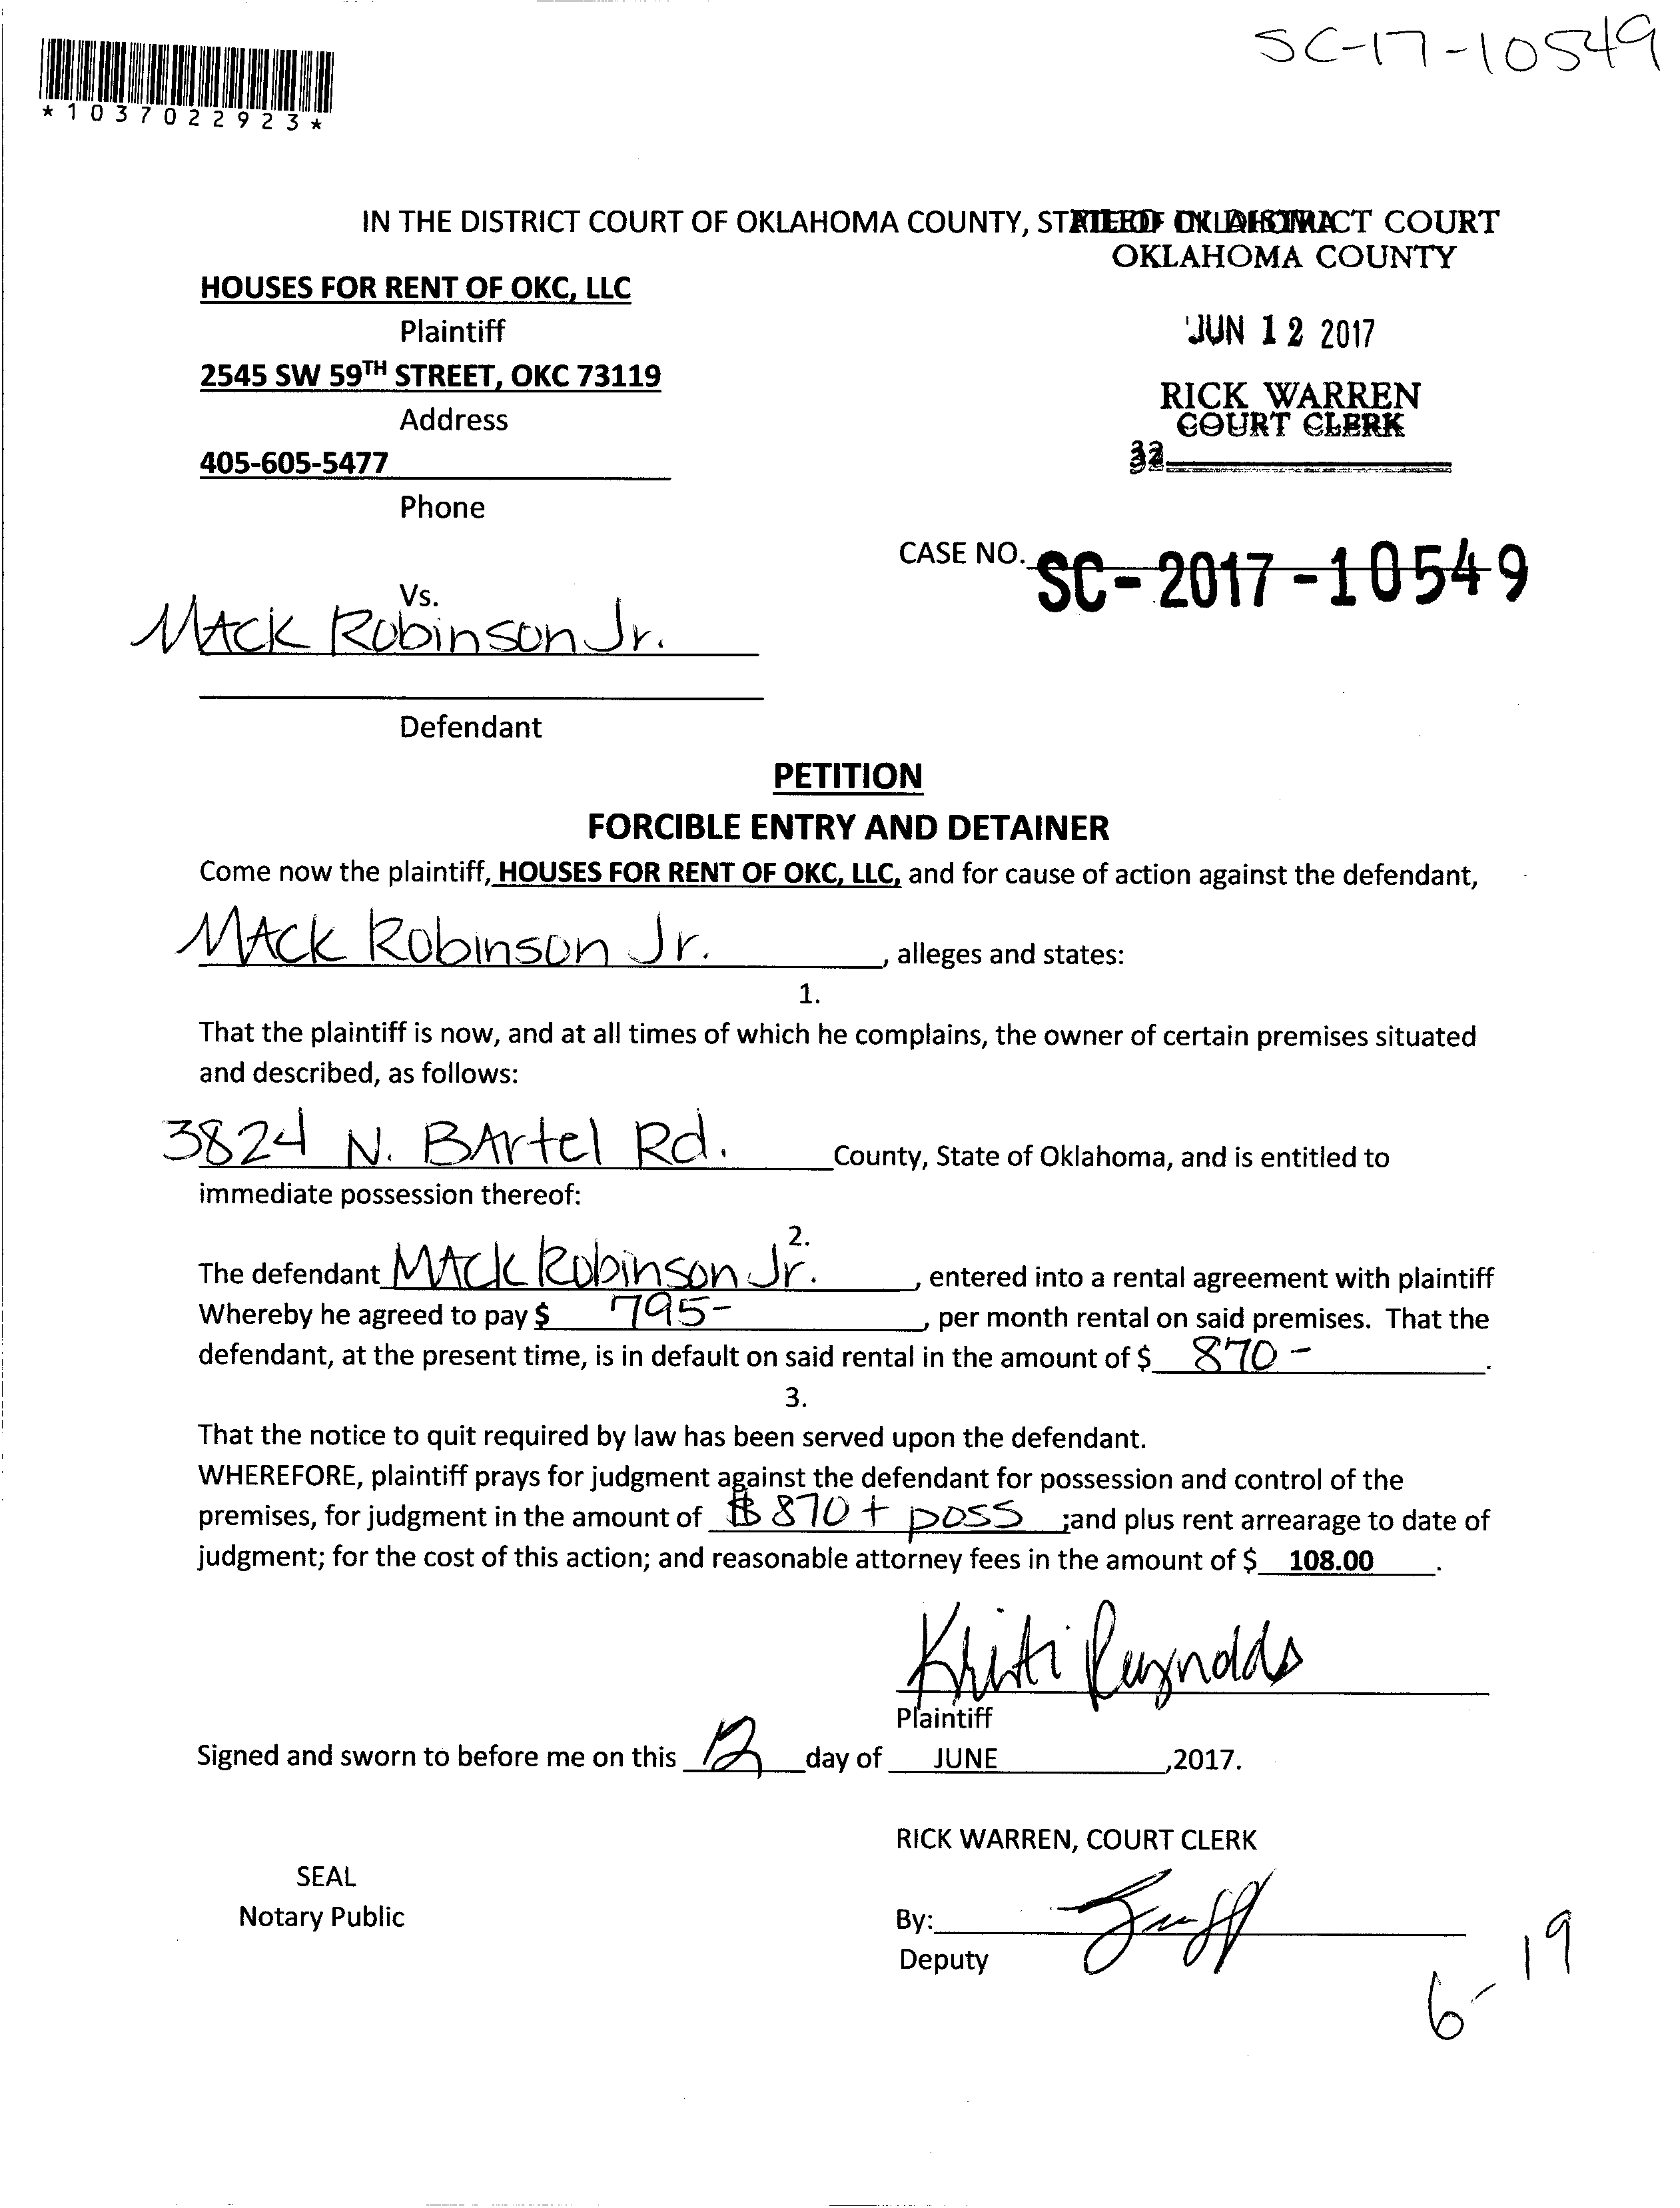 SC-17-10549
*1037022923*
IN THE DISTRICT COURT OF OKLAHOMA COUNTY, STATE OF OKLAHOMA
FILED IN DISTRICT COURT
OKLAHOMA COUNTY
HOUSES FOR RENT OF OKC, LLC
Plaintiff
JUN 12 2017
2545 SW 59TH STREET, OKC 73119
Address
RICK WARREN
COURT CLERK
405-605-5477
32
Phone
CASE NO. SC-2017-10549
Vs.
Mack Robinson Jr.
Defendant
PETITION
FORCIBLE ENTRY AND DETAINER
Come now the plaintiff, HOUSES FOR RENT OF OKC, LLC, and for cause of action against the defendant,
Mack Robinson Jr., alleges and states:
1.
That the plaintiff is now, and at all times of which he complains, the owner of certain premises situated
and described, as follows:
3824 N. BArtel Rd. County, State of Oklahoma, and is entitled to
immediate possession thereof:
2.
The defendant Mack Robinson Jr., entered into a rental agreement with plaintiff
Whereby he agreed to pay $ 795-, per month rental on said premises. That the
defendant, at the present time, is in default on said rental in the amount of $ 870-.
3.
That the notice to quit required by law has been served upon the defendant.
WHEREFORE, plaintiff prays for judgment against the defendant for possession and control of the
premises, for judgment in the amount of $870 + poss ;and plus rent arrearage to date of
judgment; for the cost of this action; and reasonable attorney fees in the amount of $ 108.00.
Kristi Reynolds
Plaintiff
Signed and sworn to before me on this 12 day of JUNE,2017.
RICK WARREN, COURT CLERK
SEAL
Notary Public
By:
Deputy
6-19